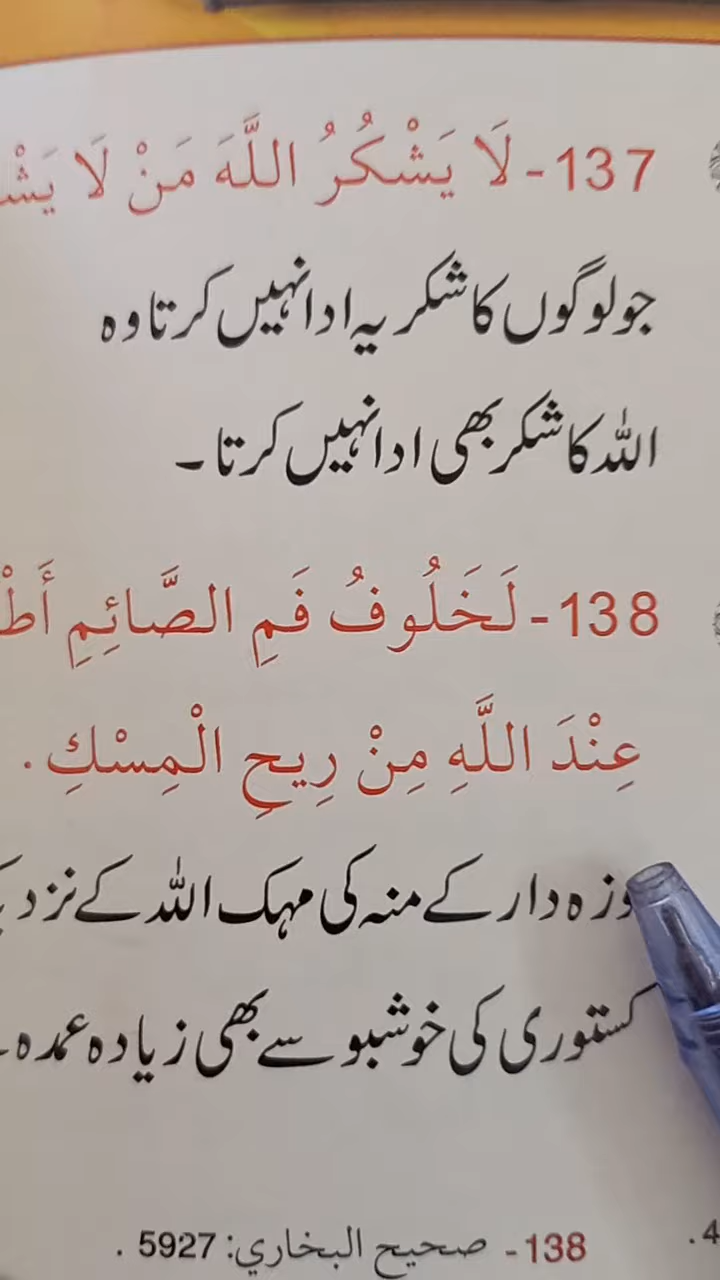 137- لَا يَشْكُرُ اللَّهَ مَنْ لَا
جو لوگوں کا شکریہ ادا نہیں کرتا وہ
اللہ کا شکر بھی ادا نہیں کرتا ۔
138- لَخَلُوفُ فَمِ الصَّائِمِ
عِنْدَ اللَّهِ مِنْ رِيحِ الْمِسْكِ .
دار کے منہ کی مہک اللہ کے
کستوری کی خوشبو سے بھی زیادہ عمدہ
138- صحيح البخاري: 5927 .